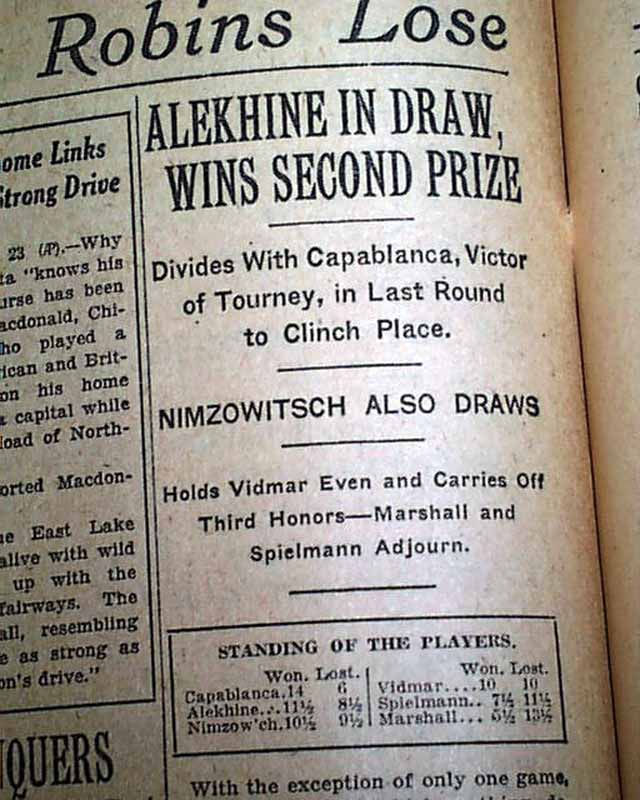 Robins Lose
ome Links
Strong Drive
23 (AP).—Why
ta "knows his
urse has been
acdonald, Chi-
ho played a
rican and Brit-
on his home
a capital while
load of North-
orted Macdon-
e East Lake
alive with wild
up with the
fairways. The
all, resembling
e as strong as
on's drive."
QUERS
ALEKHINE IN DRAW,
WINS SECOND PRIZE
Divides With Capablanca, Victor
of Tourney, in Last Round
to Clinch Place.
NIMZOWITSCH ALSO DRAWS
Holds Vidmar Even and Carries Off
Third Honors—Marshall and
Spielmann Adjourn.
STANDING OF THE PLAYERS.
Won. Lost. Won. Lost.
Capablanca.14 6 Vidmar....10 10
Alekhine...11½ 8½ Spielmann.. 7½ 11½
Nimzow'ch.10½ 9½ Marshall... 5½ 13½
With the exception of only one game,